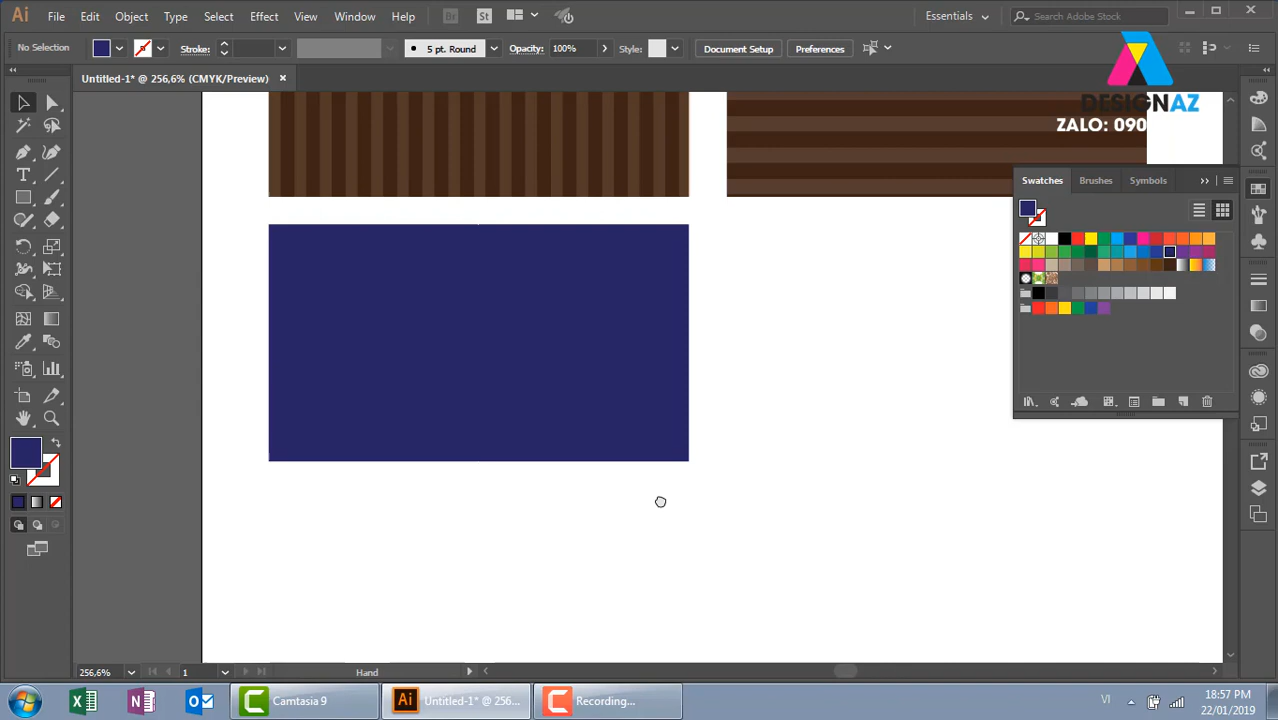 Ai File Edit Object Type Select Effect View Window Help Br St Essentials Search Adobe Stock
No Selection Stroke: 5 pt. Round Opacity: 100% Style: Document Setup Preferences
Untitled-1* @ 256,6% (CMYK/Preview)
DESIGNAZ
ZALO: 090
Swatches Brushes Symbols
256,6% 1 Hand
Camtasia 9 Untitled-1* @ 256... Recording... VI 18:57 PM
22/01/2019